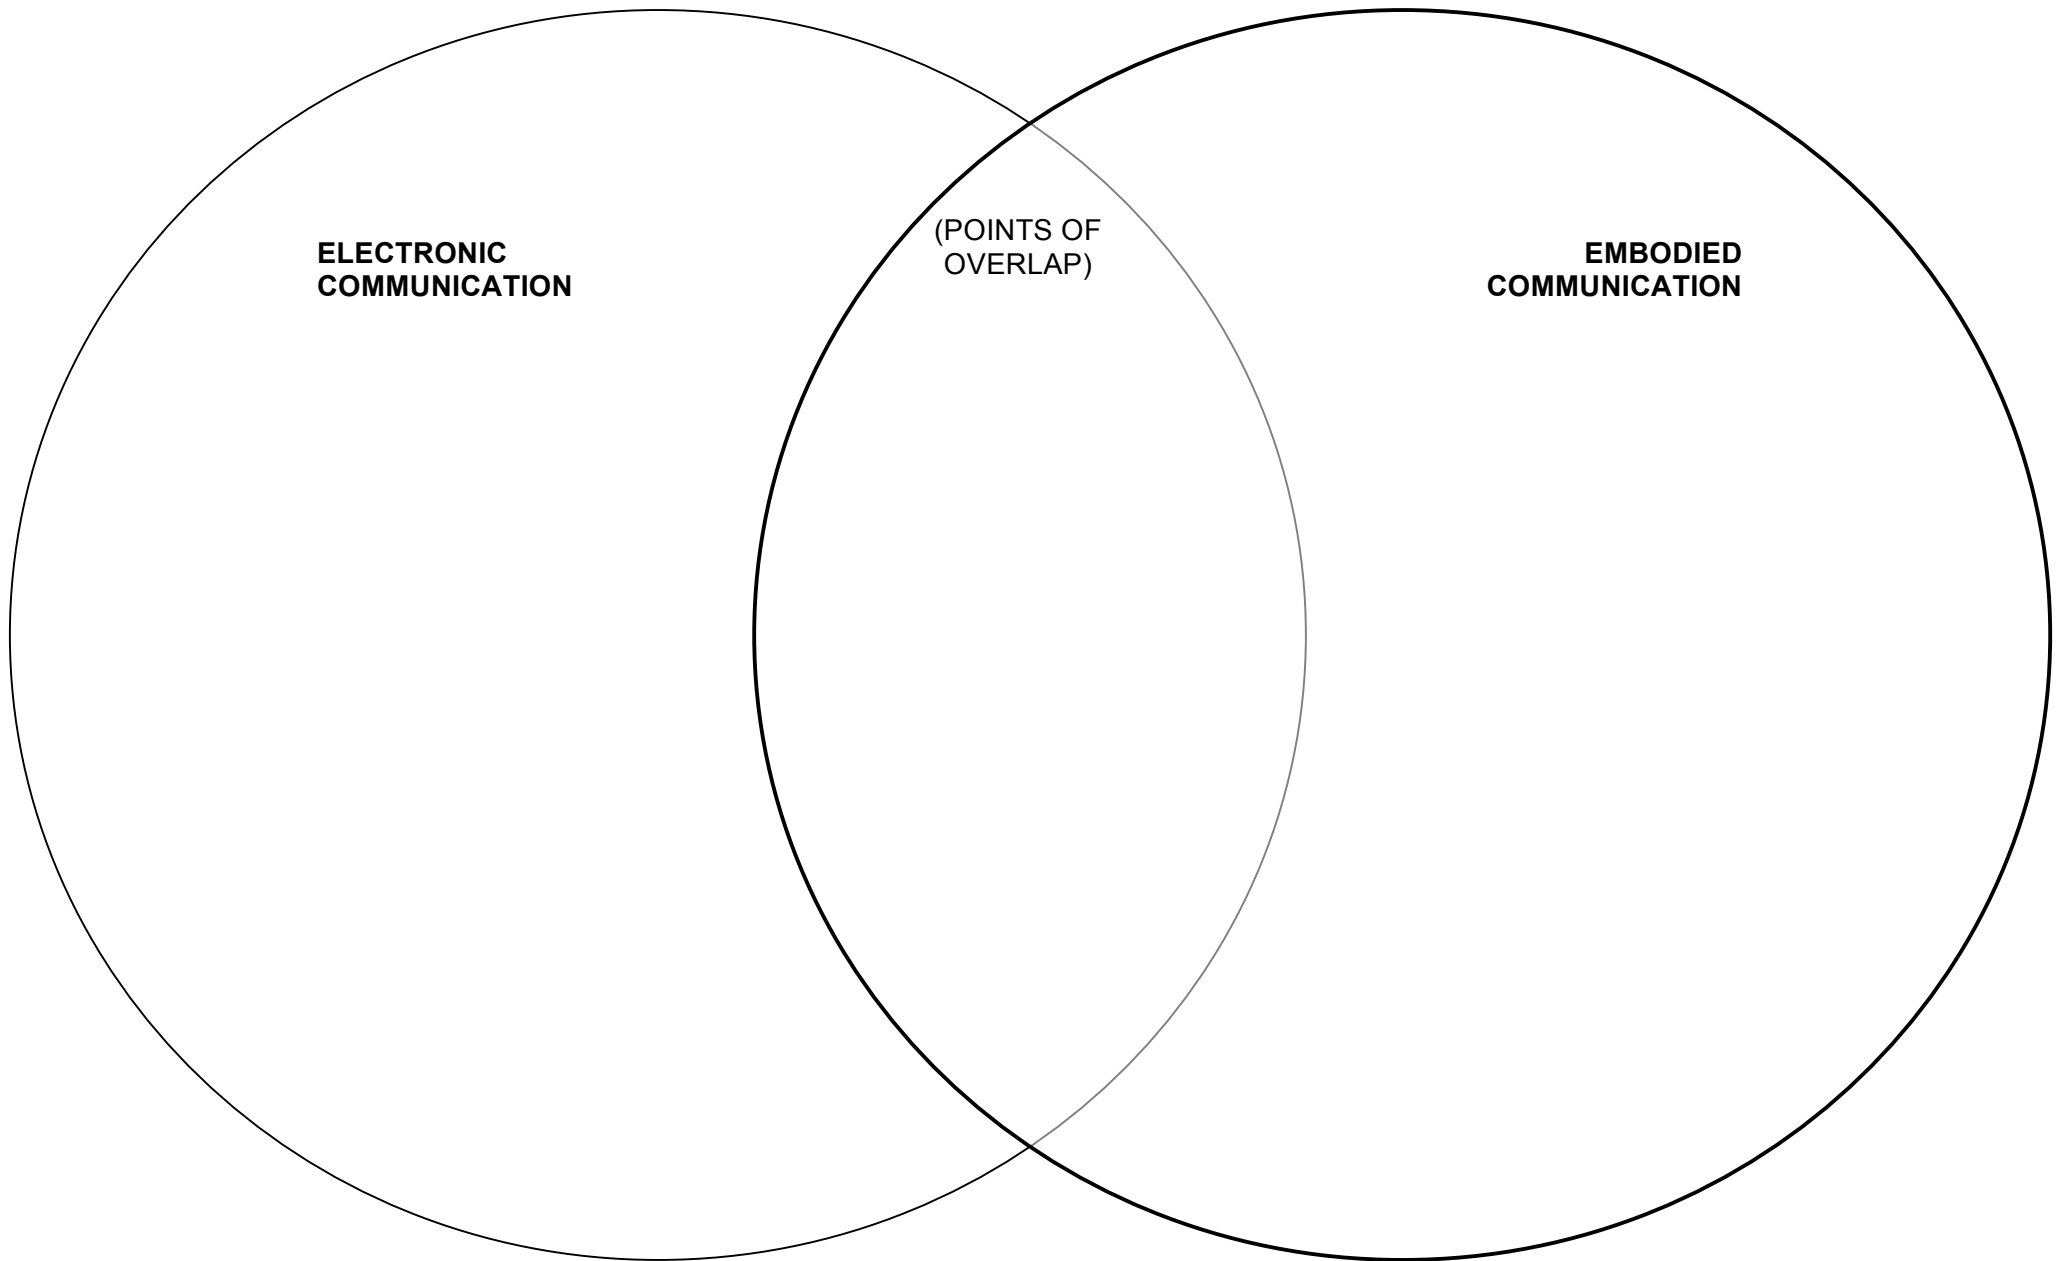 ELECTRONIC
COMMUNICATION
(POINTS OF
OVERLAP)
EMBODIED
COMMUNICATION